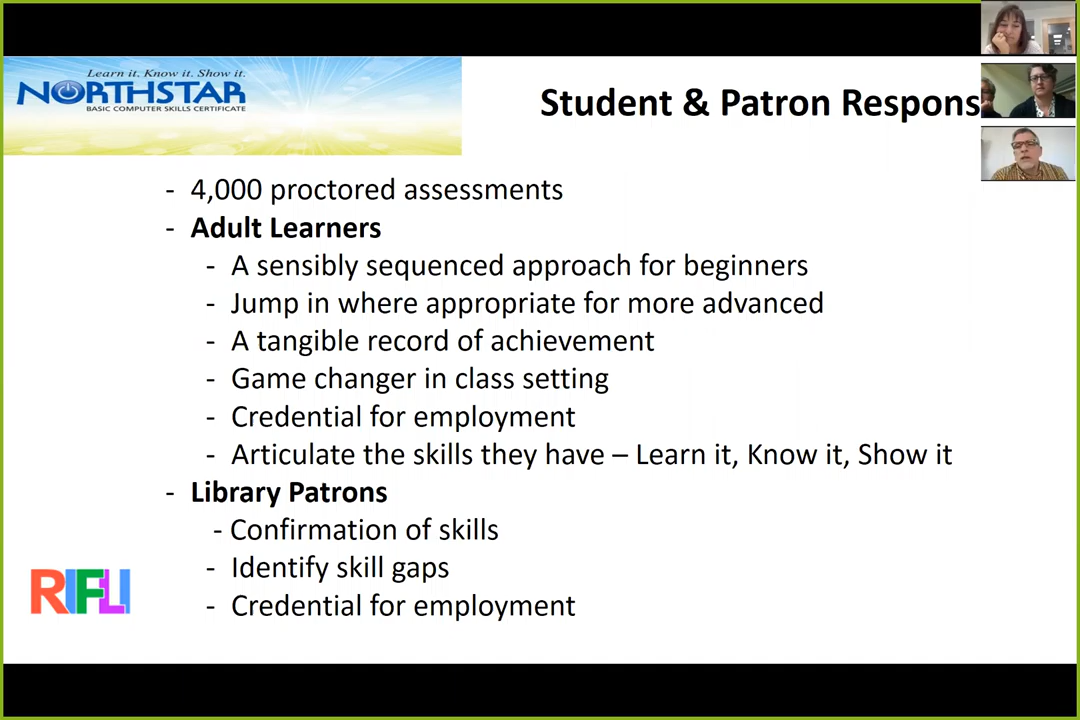 Learn it. Know it. Show it.
NORTHSTAR
BASIC COMPUTER SKILLS CERTIFICATE
Student & Patron Respons
- 4,000 proctored assessments
- Adult Learners
- A sensibly sequenced approach for beginners
- Jump in where appropriate for more advanced
- A tangible record of achievement
- Game changer in class setting
- Credential for employment
- Articulate the skills they have – Learn it, Know it, Show it
- Library Patrons
- Confirmation of skills
- Identify skill gaps
- Credential for employment
RIFLI